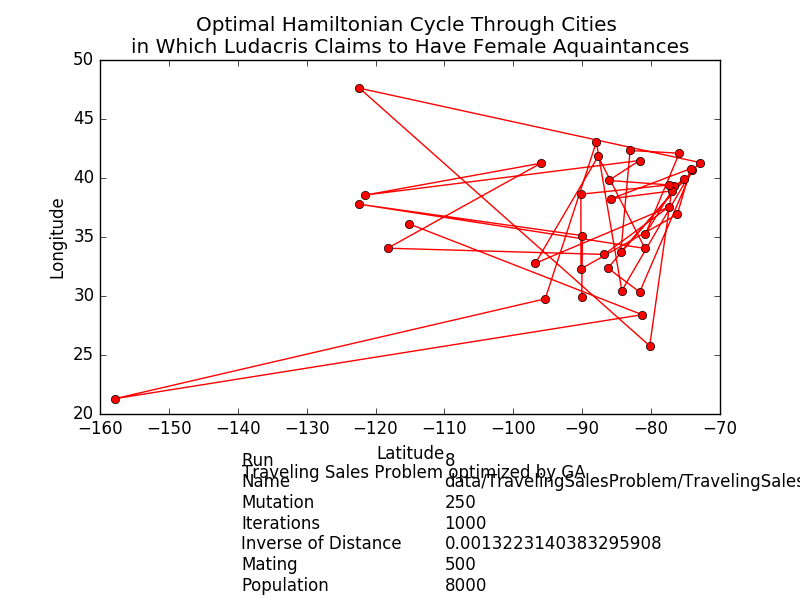 Optimal Hamiltonian Cycle Through Cities
in Which Ludacris Claims to Have Female Aquaintances
50
45
40
35
30
25
20
Longitude
−160 −150 −140 −130 −120 −110 −100 −90 −80 −70
Latitude
Run 8
Traveling Sales Problem optimized by GA
Name data/TravelingSalesProblem/TravelingSales
Mutation 250
Iterations 1000
Inverse of Distance 0.0013223140383295908
Mating 500
Population 8000